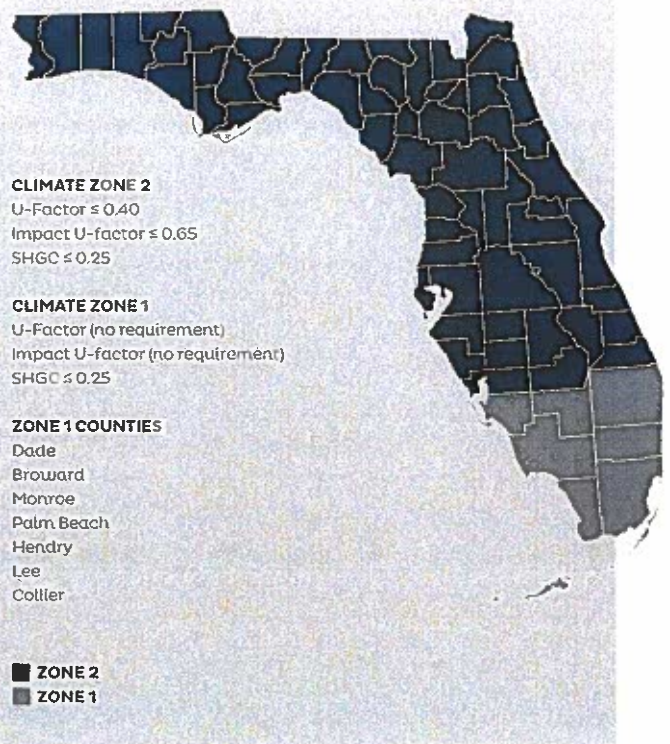 CLIMATE ZONE 2
U-Factor ≤ 0.40
Impact U-factor ≤ 0.65
SHGC ≤ 0.25
CLIMATE ZONE 1
U-Factor (no requirement)
Impact U-factor (no requirement)
SHGC ≤ 0.25
ZONE 1 COUNTIES
Dade
Broward
Monroe
Palm Beach
Hendry
Lee
Collier
ZONE 2
ZONE 1